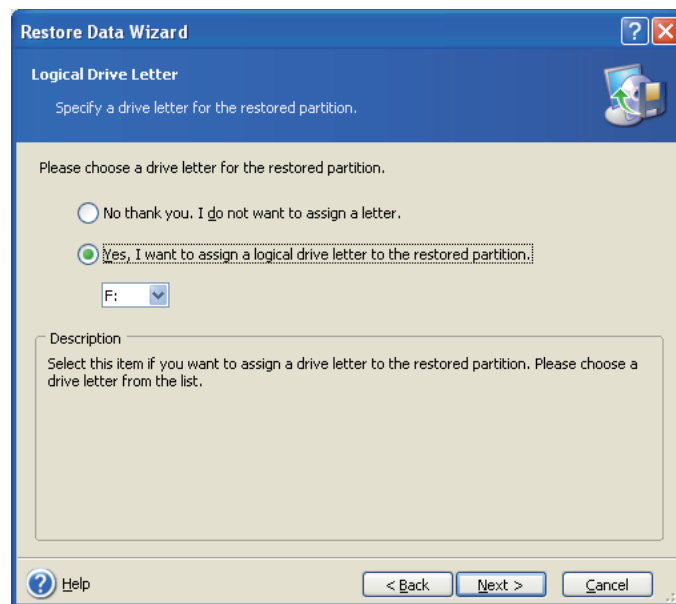 Restore Data Wizard
Logical Drive Letter
Specify a drive letter for the restored partition.
Please choose a drive letter for the restored partition.
No thank you. I do not want to assign a letter.
Yes, I want to assign a logical drive letter to the restored partition.
F:
Description
Select this item if you want to assign a drive letter to the restored partition. Please choose a
drive letter from the list.
Help
< Back
Next >
Cancel